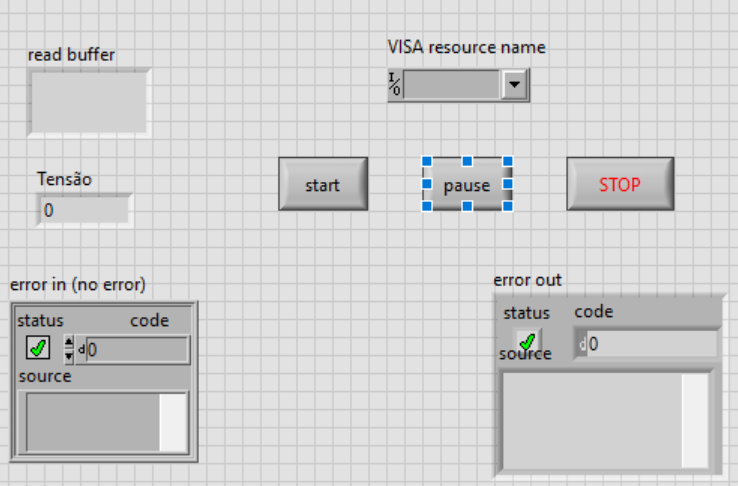 VISA resource name
read buffer
I/O
Tensão
0
start
pause
STOP
error in (no error)
status
code
d 0
source
error out
status
code
d 0
source